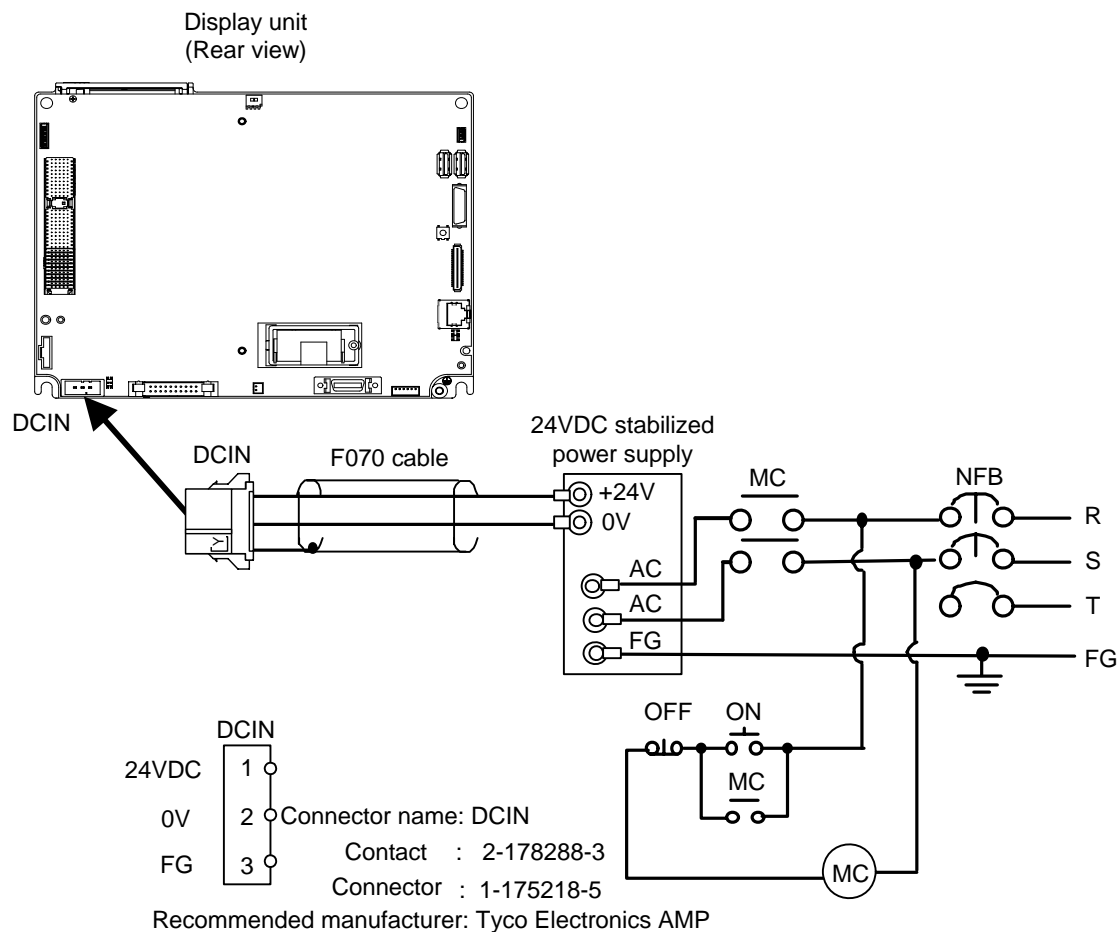 Display unit
(Rear view)
DCIN
DCIN
F070 cable
24VDC stabilized
power supply
+24V
0V
AC
AC
FG
MC
NFB
R
S
T
FG
Y
OFF
ON
MC
MC
DCIN
24VDC 1
0V 2
FG 3
Connector name: DCIN
Contact : 2-178288-3
Connector : 1-175218-5
Recommended manufacturer: Tyco Electronics AMP